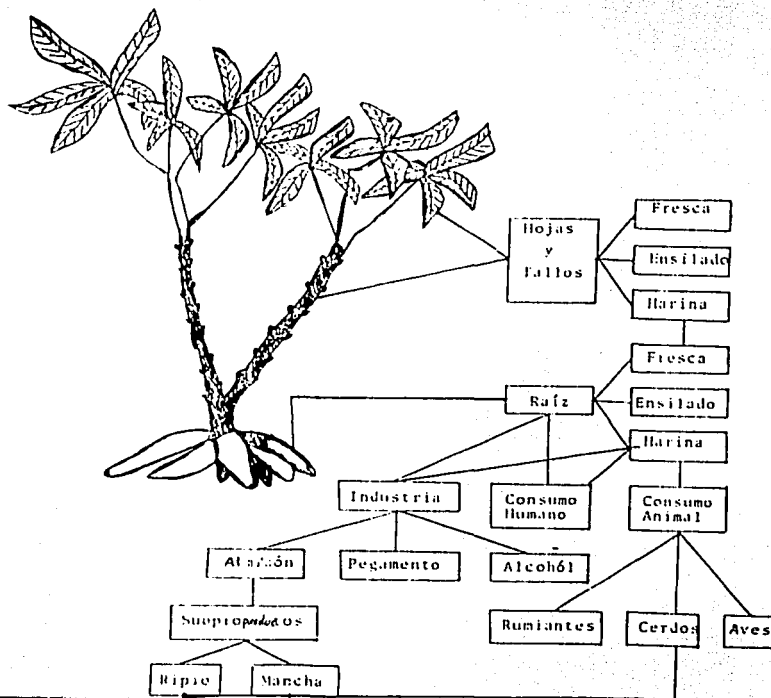 Hojas
y
Tallos
Fresca
Ensilado
Harina
Fresca
Raíz
Ensilado
Harina
Industria
Consumo
Humano
Consumo
Animal
Almidón
Pegamento
Alcohól
Subproductos
Rumiantes
Cerdos
Aves
Ripio
Mancha